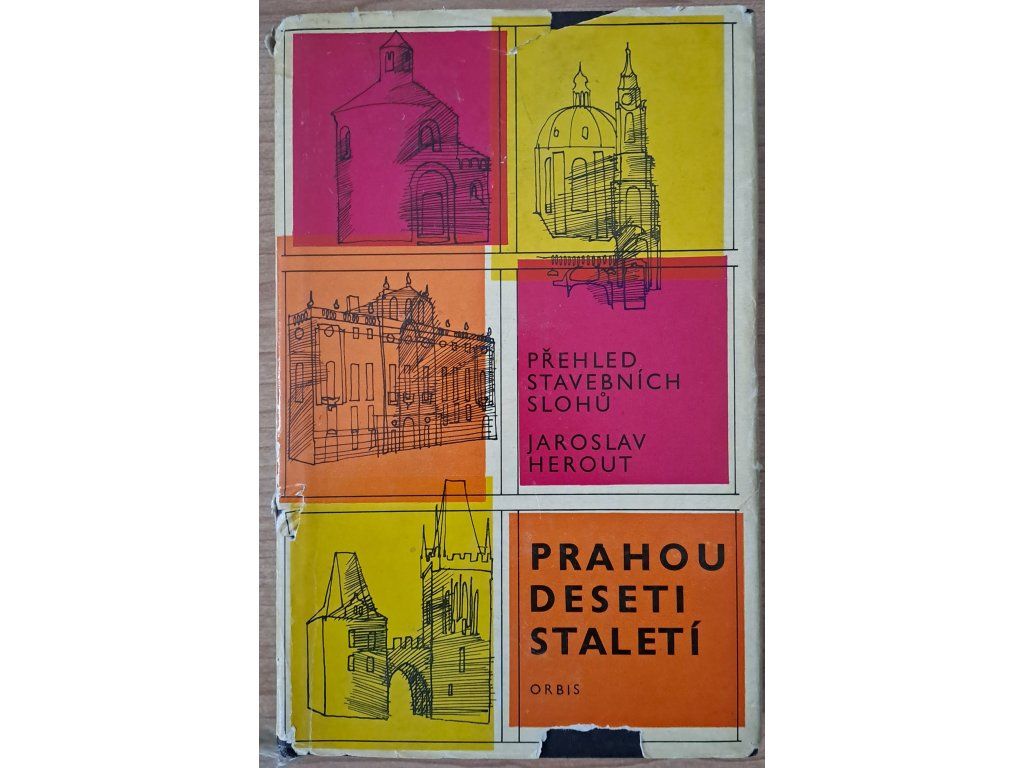 PŘEHLED
STAVEBNÍCH
SLOHŮ
JAROSLAV
HEROUT
PRAHOU
DESETI
STALETÍ
ORBIS